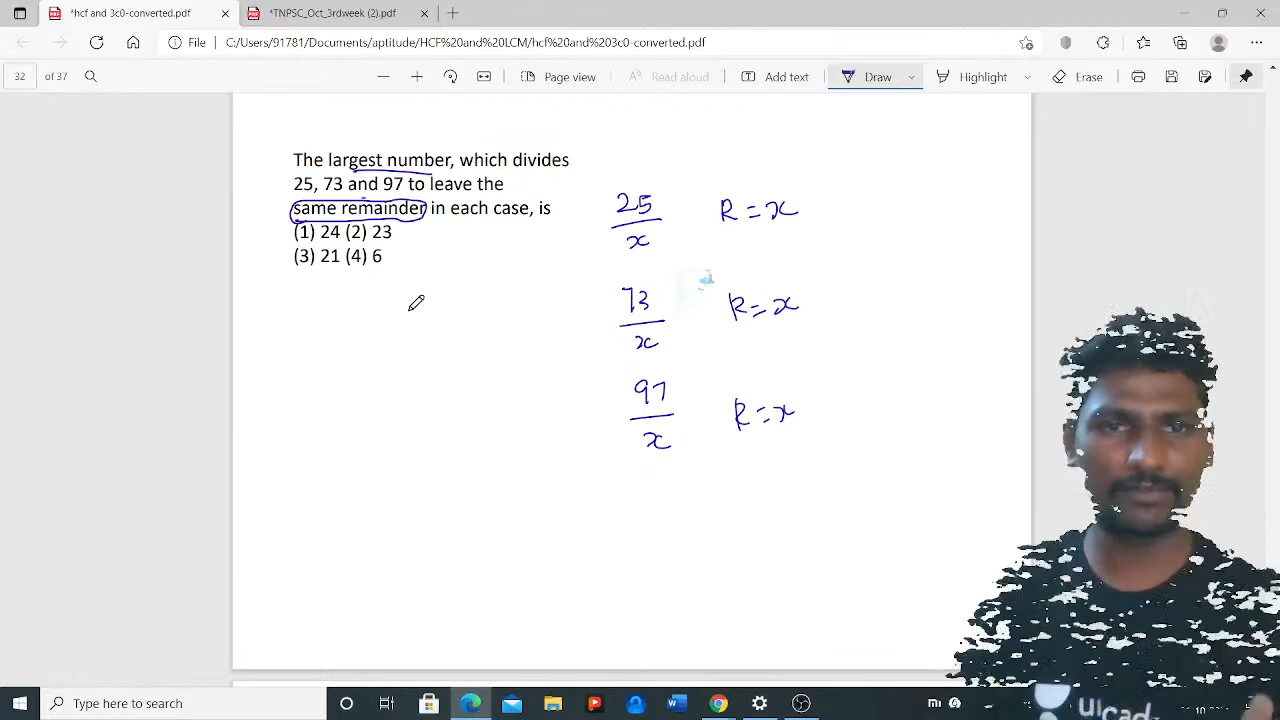 *hcf and 3c0-converted.pdf
*TNPSC_Oct_3rdweek (2).pdf
File
C:/Users/91781/Documents/aptitude/HCF%20and%20LCM/hcf%20and%203c0-converted.pdf
32 of 37
Page view
Read aloud
Add text
Draw
Highlight
Erase
The largest number, which divides
25, 73 and 97 to leave the
same remainder in each case, is
(1) 24 (2) 23
(3) 21 (4) 6
25
x
R = x
73
x
R = x
97
x
R = x
Type here to search